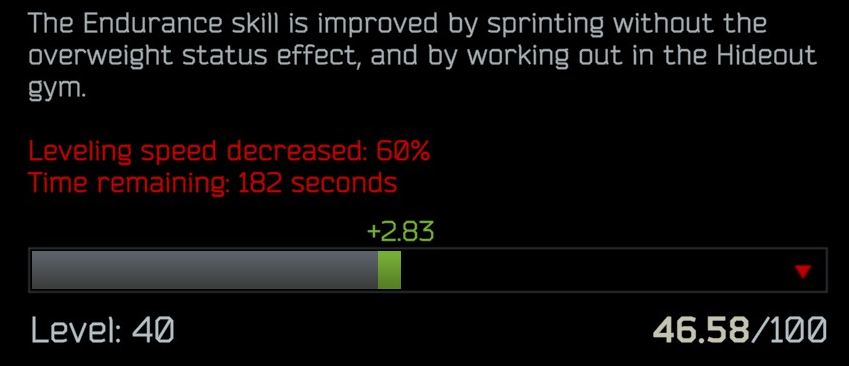 The Endurance skill is improved by sprinting without the
overweight status effect, and by working out in the Hideout
gym.
Leveling speed decreased: 60%
Time remaining: 182 seconds
+2.83
Level: 40
46.58/100